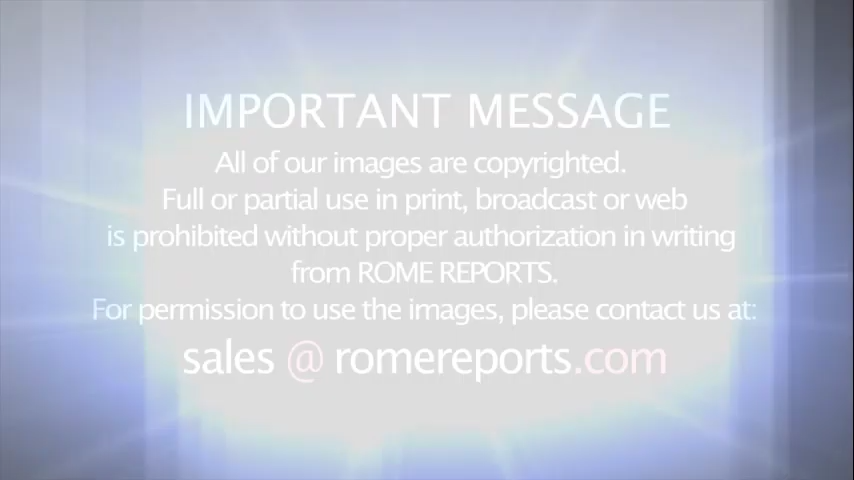 IMPORTANT MESSAGE
All of our images are copyrighted.
Full or partial use in print, broadcast or web
is prohibited without proper authorization in writing
from ROME REPORTS.
For permission to use the images, please contact us at:
sales @ romereports.com